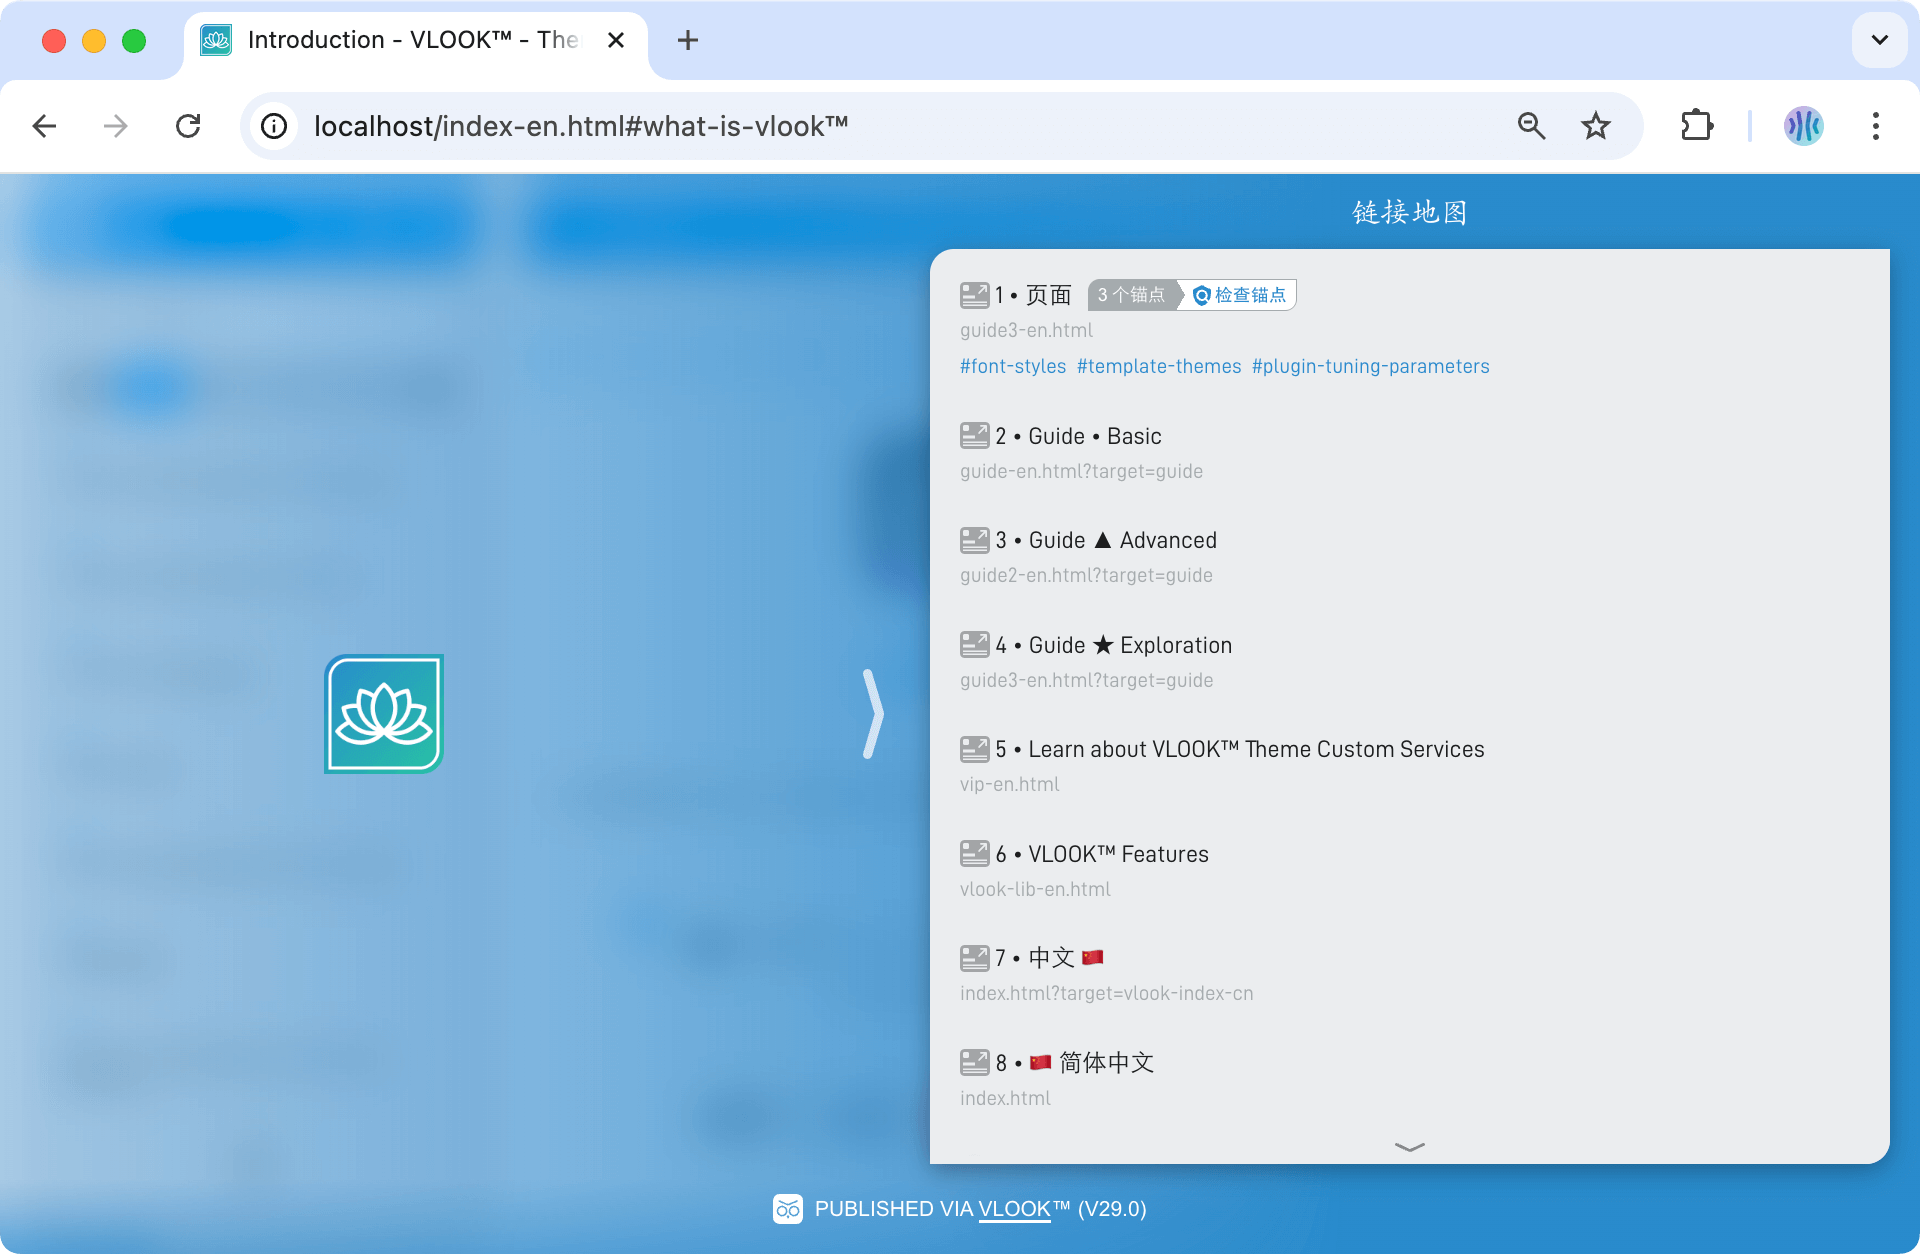 Introduction - VLOOK™ - The
localhost/index-en.html#what-is-vlook™
链接地图
1 • 页面 3 个锚点 检查锚点
guide3-en.html
#font-styles #template-themes #plugin-tuning-parameters
2 • Guide • Basic
guide-en.html?target=guide
3 • Guide ▲ Advanced
guide2-en.html?target=guide
4 • Guide ★ Exploration
guide3-en.html?target=guide
5 • Learn about VLOOK™ Theme Custom Services
vip-en.html
6 • VLOOK™ Features
vlook-lib-en.html
7 • 中文 🇨🇳
index.html?target=vlook-index-cn
8 • 🇨🇳 简体中文
index.html
PUBLISHED VIA VLOOK™ (V29.0)